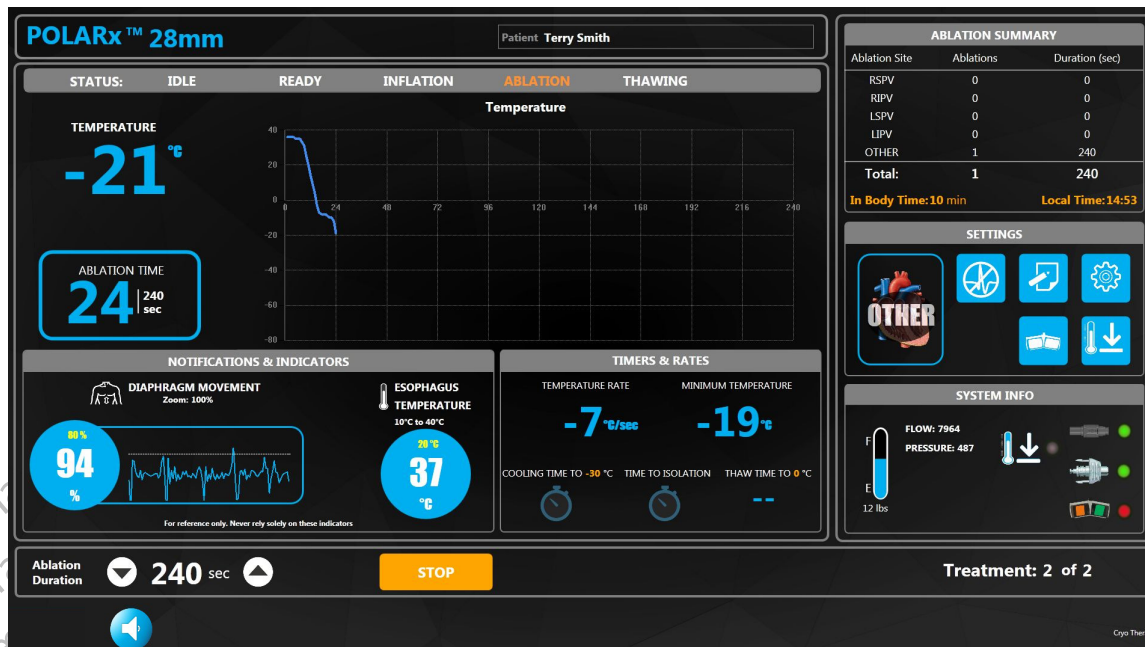 POLARx™ 28mm
Patient Terry Smith
STATUS: IDLE READY INFLATION ABLATION THAWING
TEMPERATURE
-21 °C
ABLATION TIME
24 240 sec
Temperature
40
20
0
-20
-40
-60
-80
0 24 48 72 96 120 144 168 192 216 240
NOTIFICATIONS & INDICATORS
DIAPHRAGM MOVEMENT
Zoom: 100%
80 %
94
%
For reference only. Never rely solely on these indicators
ESOPHAGUS
TEMPERATURE
10°C to 40°C
20 °C
37
°C
TIMERS & RATES
TEMPERATURE RATE MINIMUM TEMPERATURE
-7 °C/sec -19 °C
COOLING TIME TO -30 °C TIME TO ISOLATION THAW TIME TO 0 °C
--
ABLATION SUMMARY
Ablation Site Ablations Duration (sec)
RSPV 0 0
RIPV 0 0
LSPV 0 0
LIPV 0 0
OTHER 1 240
Total: 1 240
In Body Time:10 min Local Time:14:53
SETTINGS
OTHER
SYSTEM INFO
F
E
12 lbs
FLOW: 7964
PRESSURE: 487
Ablation
Duration
240 sec
STOP
Treatment: 2 of 2
Cryo Ther